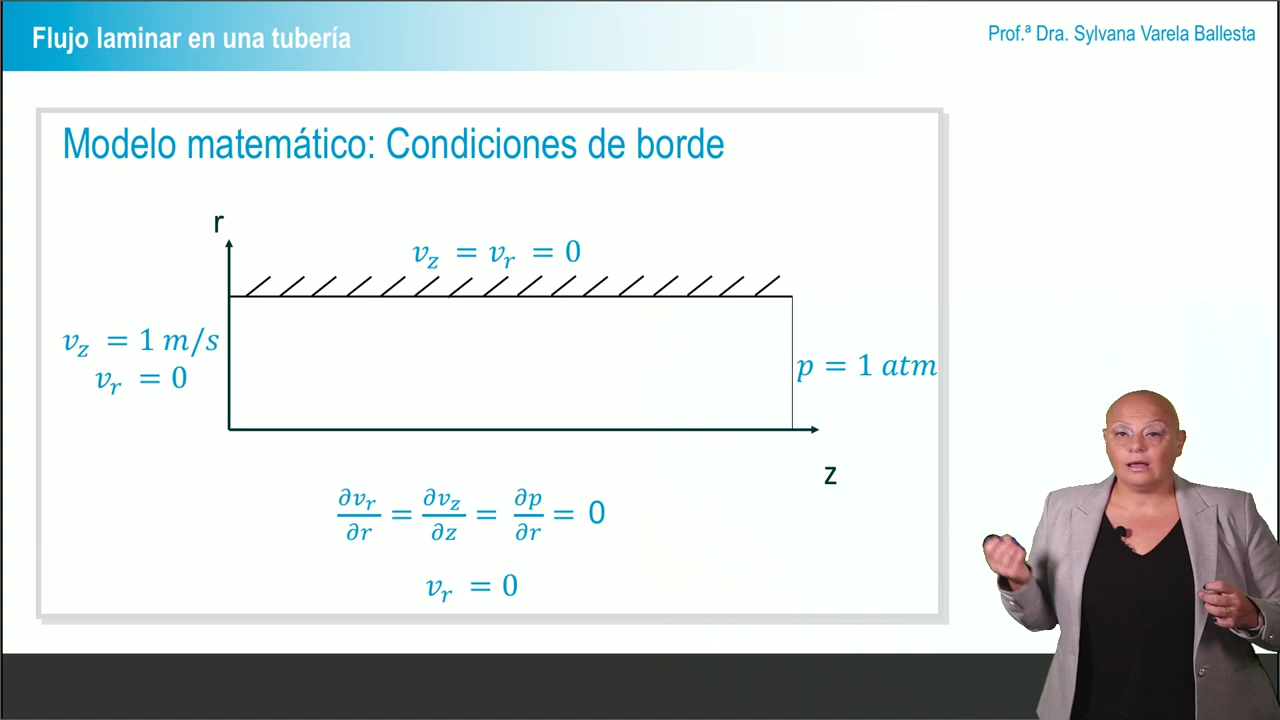 Flujo laminar en una tubería
Prof.ª Dra. Sylvana Varela Ballesta
Modelo matemático: Condiciones de borde
r
v_z = v_r = 0
v_z = 1 m/s
v_r = 0
p = 1 atm
z
∂v_r/∂r = ∂v_z/∂z = ∂p/∂r = 0
v_r = 0